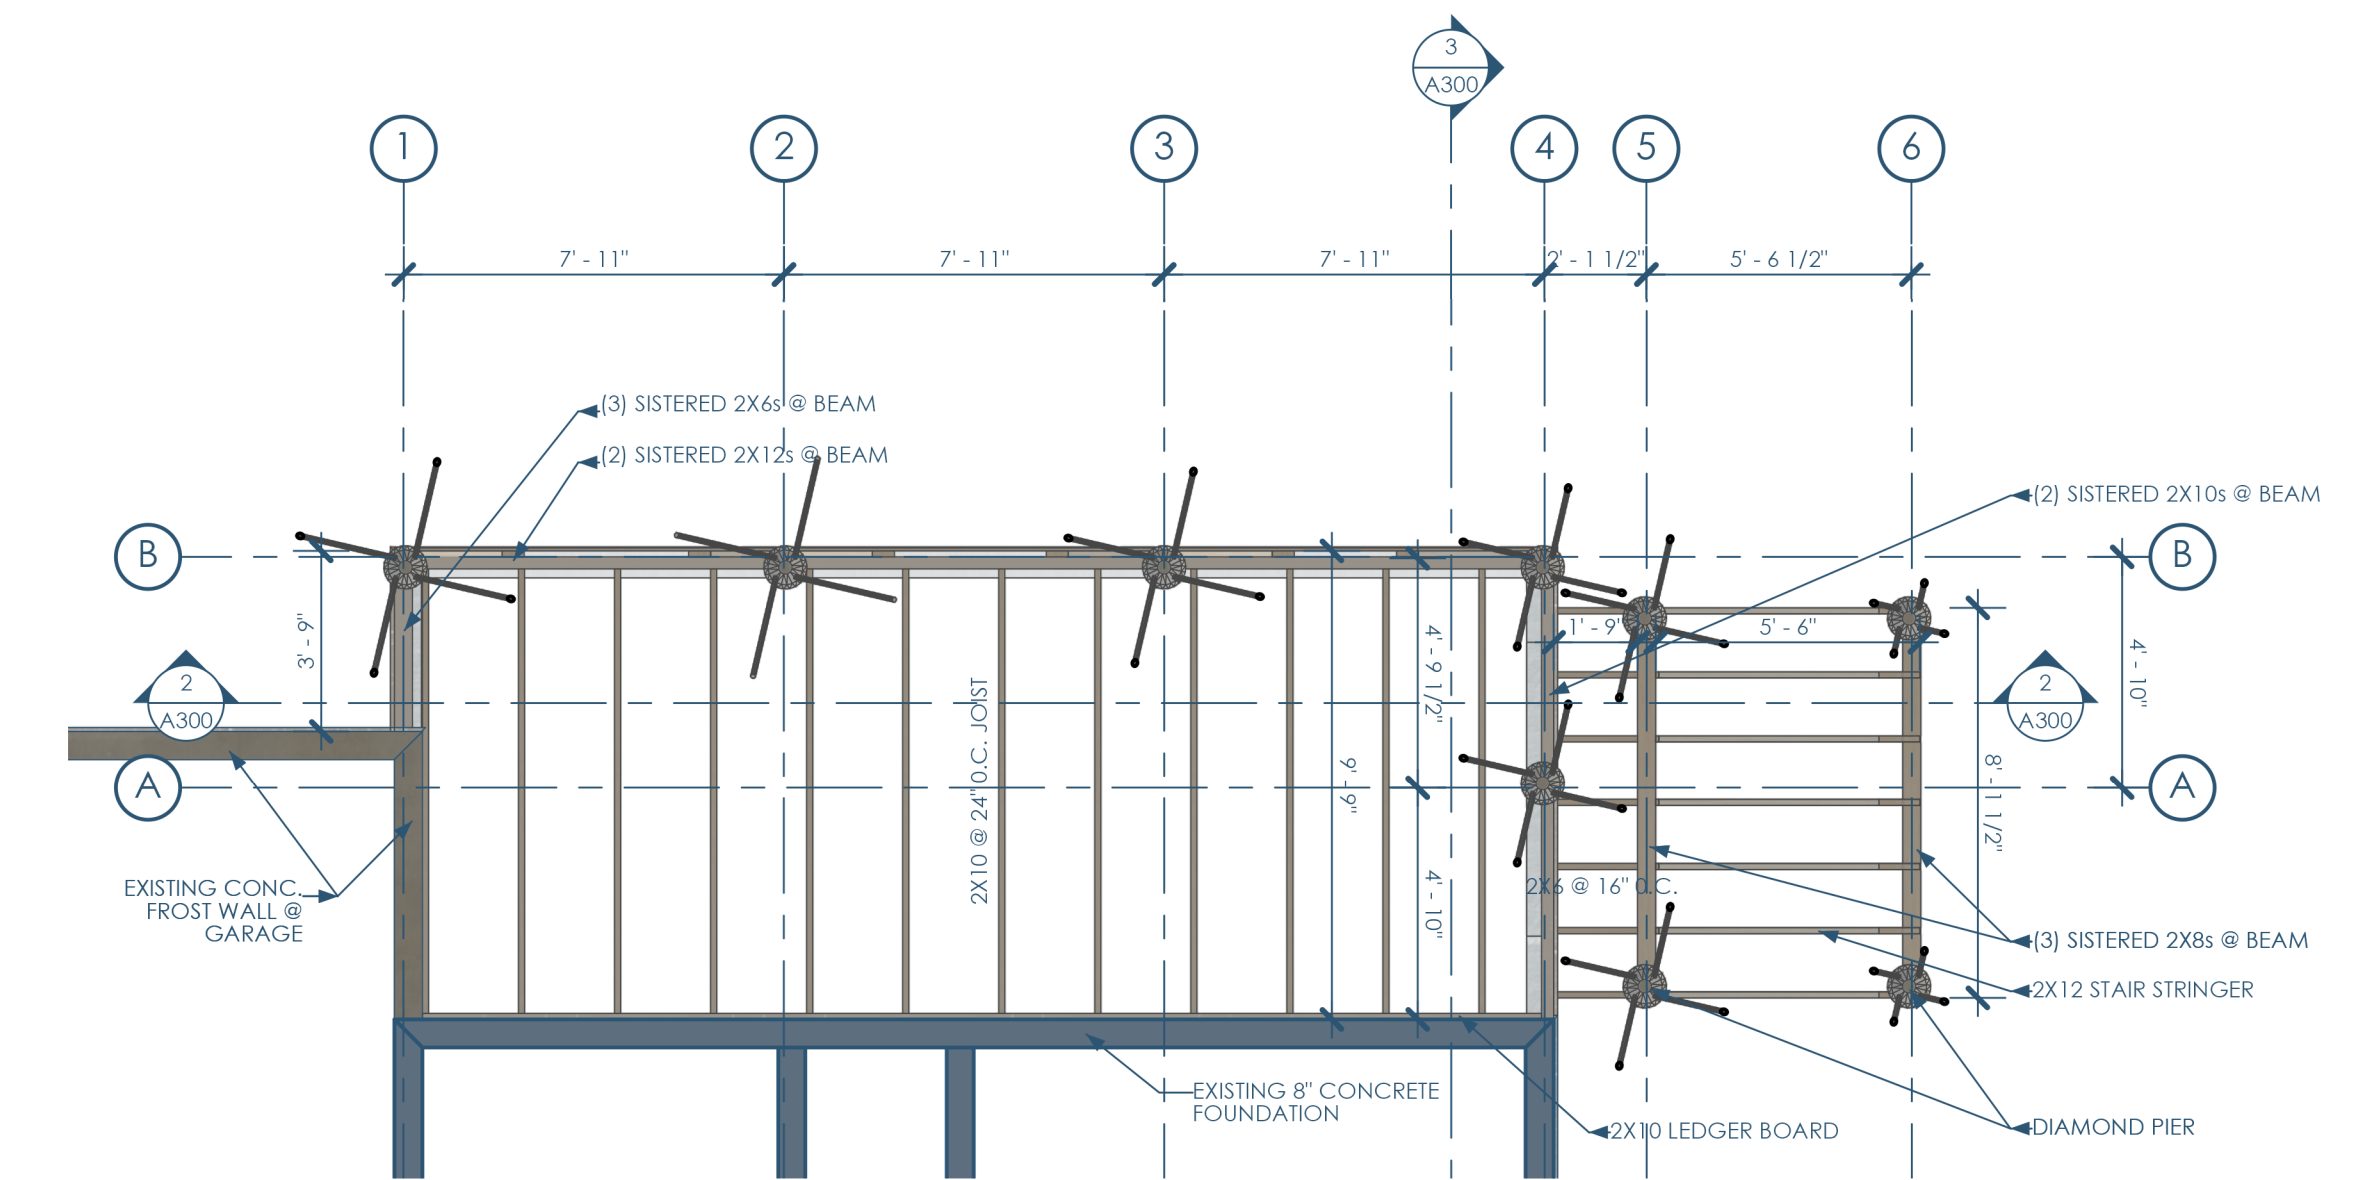 3
A300
1
2
3
4
5
6
7' - 11"
7' - 11"
7' - 11"
2' - 1 1/2"
5' - 6 1/2"
(3) SISTERED 2X6s @ BEAM
(2) SISTERED 2X12s @ BEAM
(2) SISTERED 2X10s @ BEAM
B
B
3' - 9"
1' - 9"
5' - 6"
4' - 9 1/2"
4' - 10"
2
A300
2
A300
2X10 @ 24" O.C. JOIST
9' - 9"
8' - 1 1/2"
A
A
EXISTING CONC.
FROST WALL @
GARAGE
4' - 10"
2X6 @ 16" O.C.
(3) SISTERED 2X8s @ BEAM
2X12 STAIR STRINGER
EXISTING 8" CONCRETE
FOUNDATION
2X10 LEDGER BOARD
DIAMOND PIER